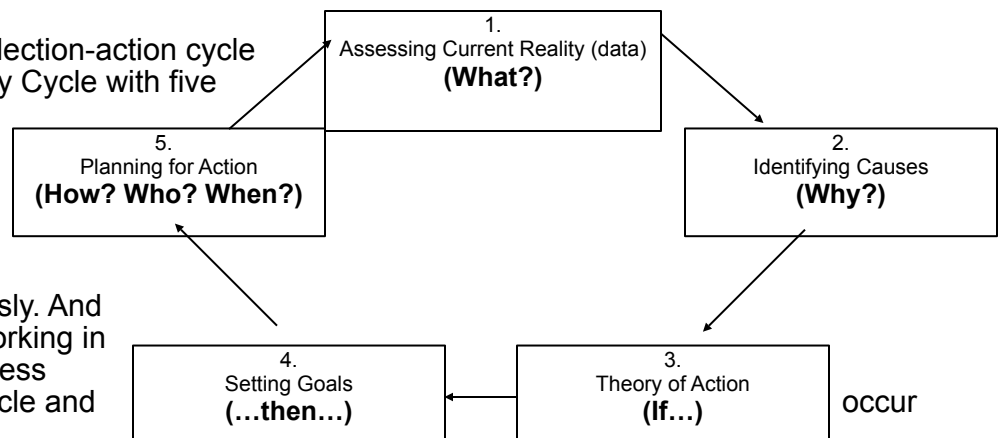 lection-action cycle
y Cycle with five
1.
Assessing Current Reality (data)
(What?)
2.
Identifying Causes
(Why?)
5.
Planning for Action
(How? Who? When?)
sly. And
orking in
ess
cle and
4.
Setting Goals
(…then…)
3.
Theory of Action
(If…)
occur